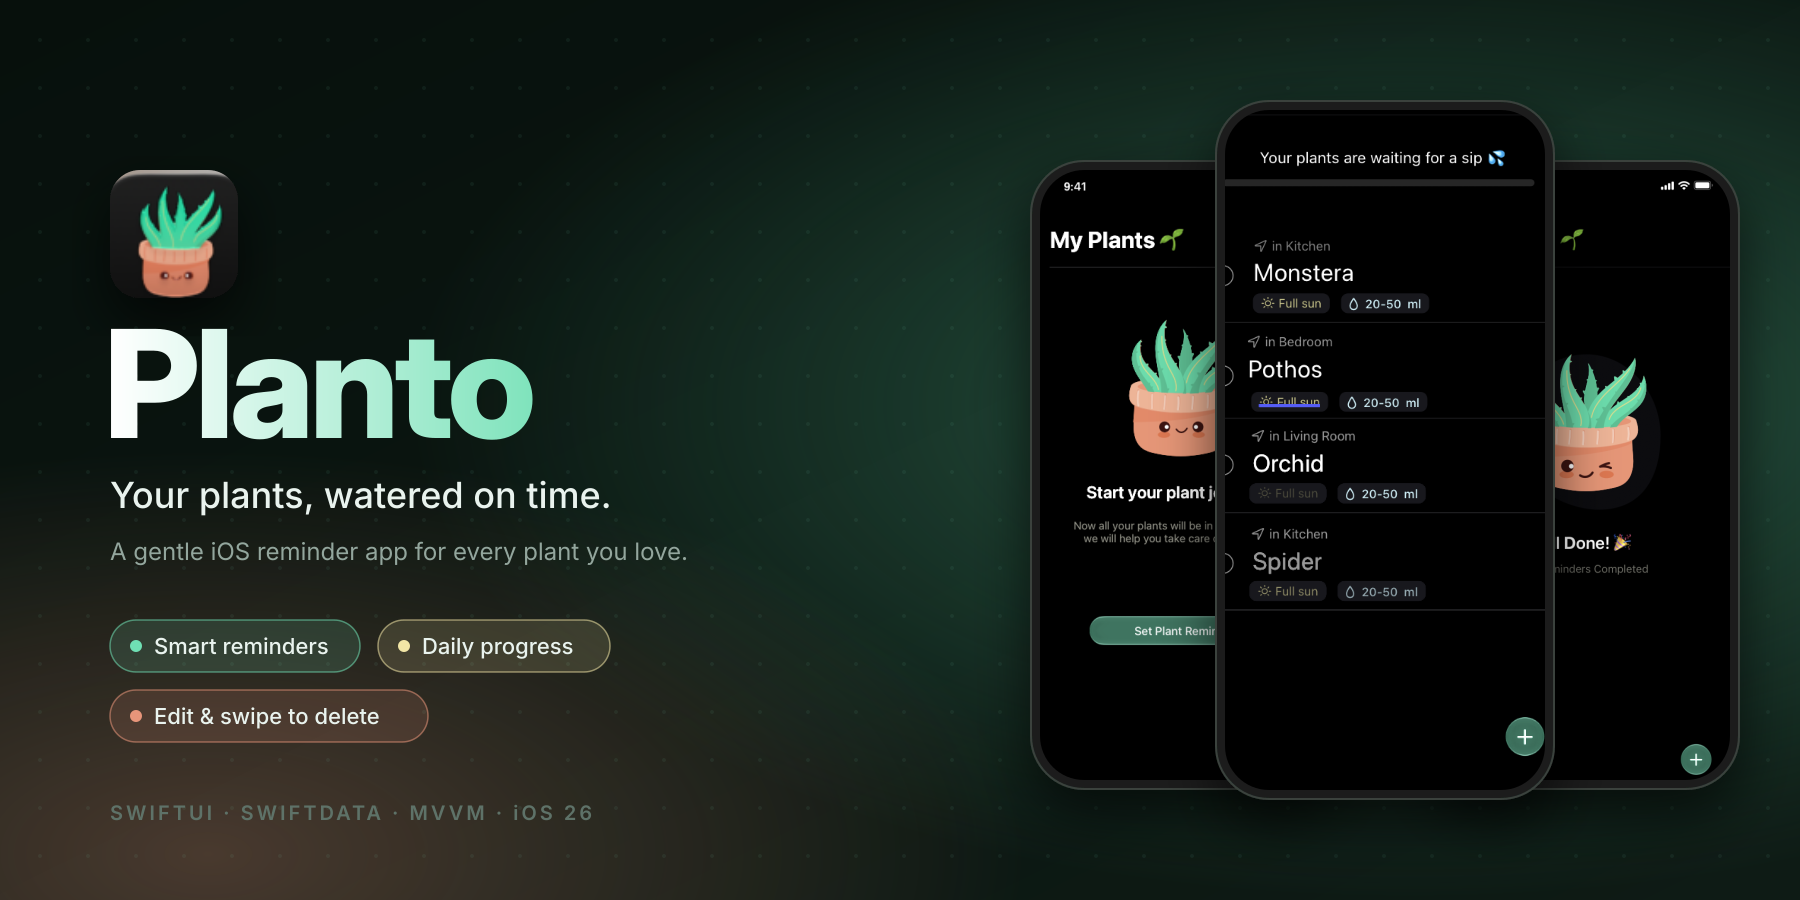 Planto
Your plants, watered on time.
A gentle iOS reminder app for every plant you love.
Smart reminders
Daily progress
Edit & swipe to delete
SWIFTUI · SWIFTDATA · MVVM · iOS 26
9:41
My Plants 🌱
Start your plant j
Now all your plants will be in
we will help you take care
Set Plant Remin
Your plants are waiting for a sip 💦
in Kitchen
Monstera
Full sun
20-50 ml
in Bedroom
Pothos
Full sun
20-50 ml
in Living Room
Orchid
Full sun
20-50 ml
in Kitchen
Spider
Full sun
20-50 ml
🌱
l Done! 🎉
minders Completed